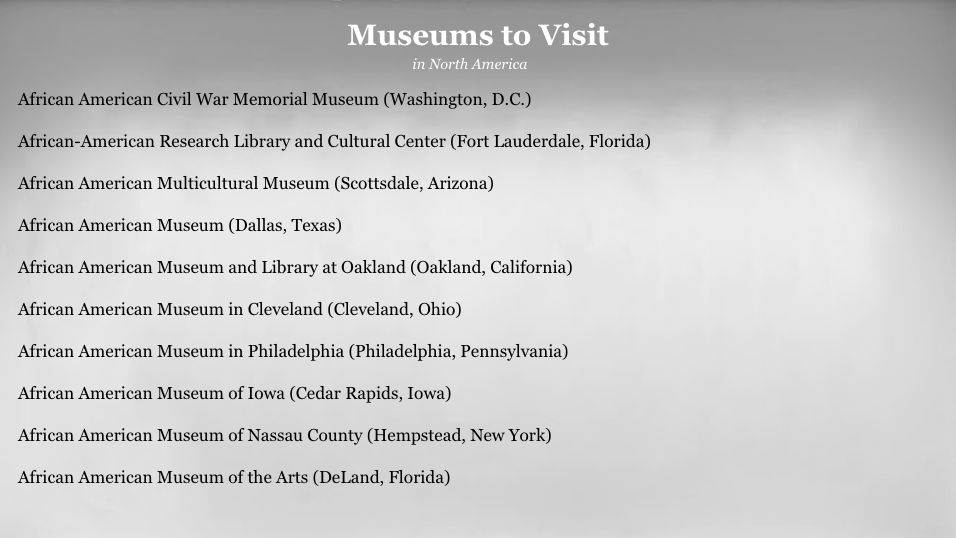 Museums to Visit
in North America
African American Civil War Memorial Museum (Washington, D.C.)
African-American Research Library and Cultural Center (Fort Lauderdale, Florida)
African American Multicultural Museum (Scottsdale, Arizona)
African American Museum (Dallas, Texas)
African American Museum and Library at Oakland (Oakland, California)
African American Museum in Cleveland (Cleveland, Ohio)
African American Museum in Philadelphia (Philadelphia, Pennsylvania)
African American Museum of Iowa (Cedar Rapids, Iowa)
African American Museum of Nassau County (Hempstead, New York)
African American Museum of the Arts (DeLand, Florida)